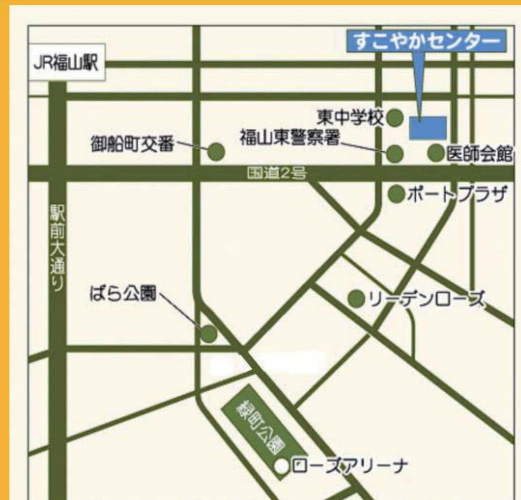 すこやかセンター
JR福山駅
東中学校
福山東警察署
御船町交番
医師会館
国道2号
ポートプラザ
駅前大通り
リーデンローズ
ばら公園
緑町公園
ローズアリーナ